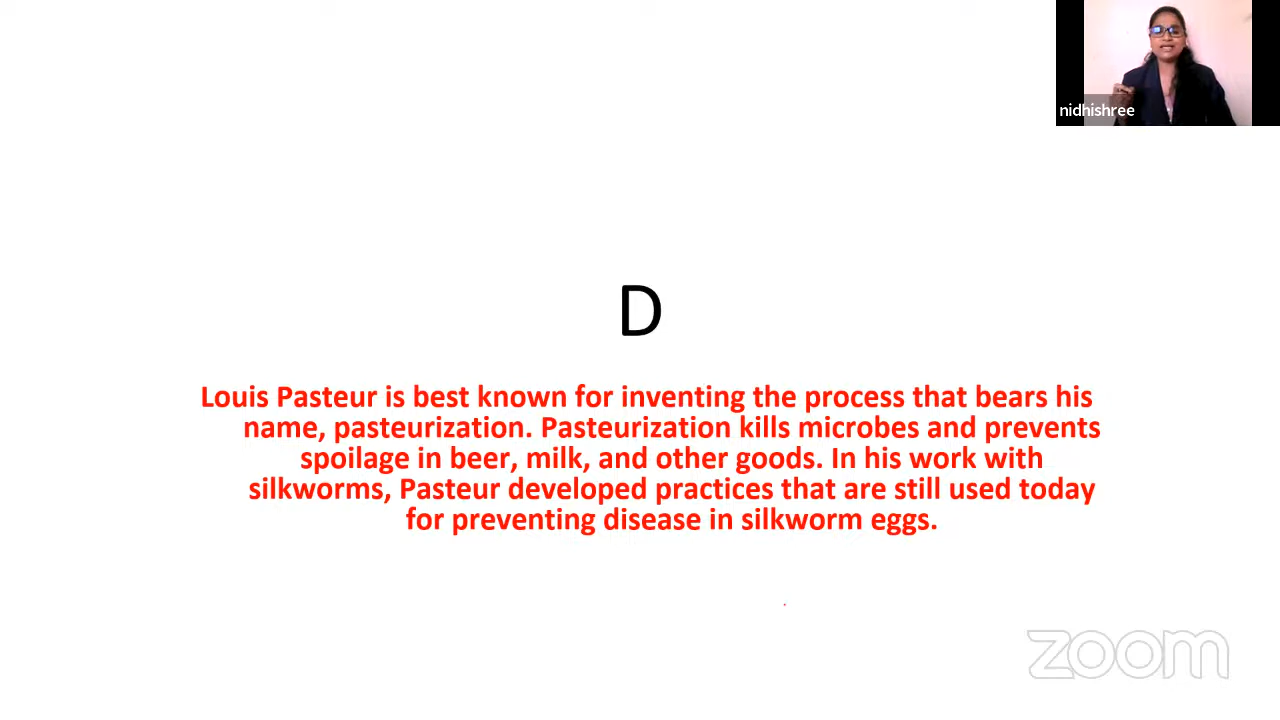 nidhishree
D
Louis Pasteur is best known for inventing the process that bears his
name, pasteurization. Pasteurization kills microbes and prevents
spoilage in beer, milk, and other goods. In his work with
silkworms, Pasteur developed practices that are still used today
for preventing disease in silkworm eggs.
zoom